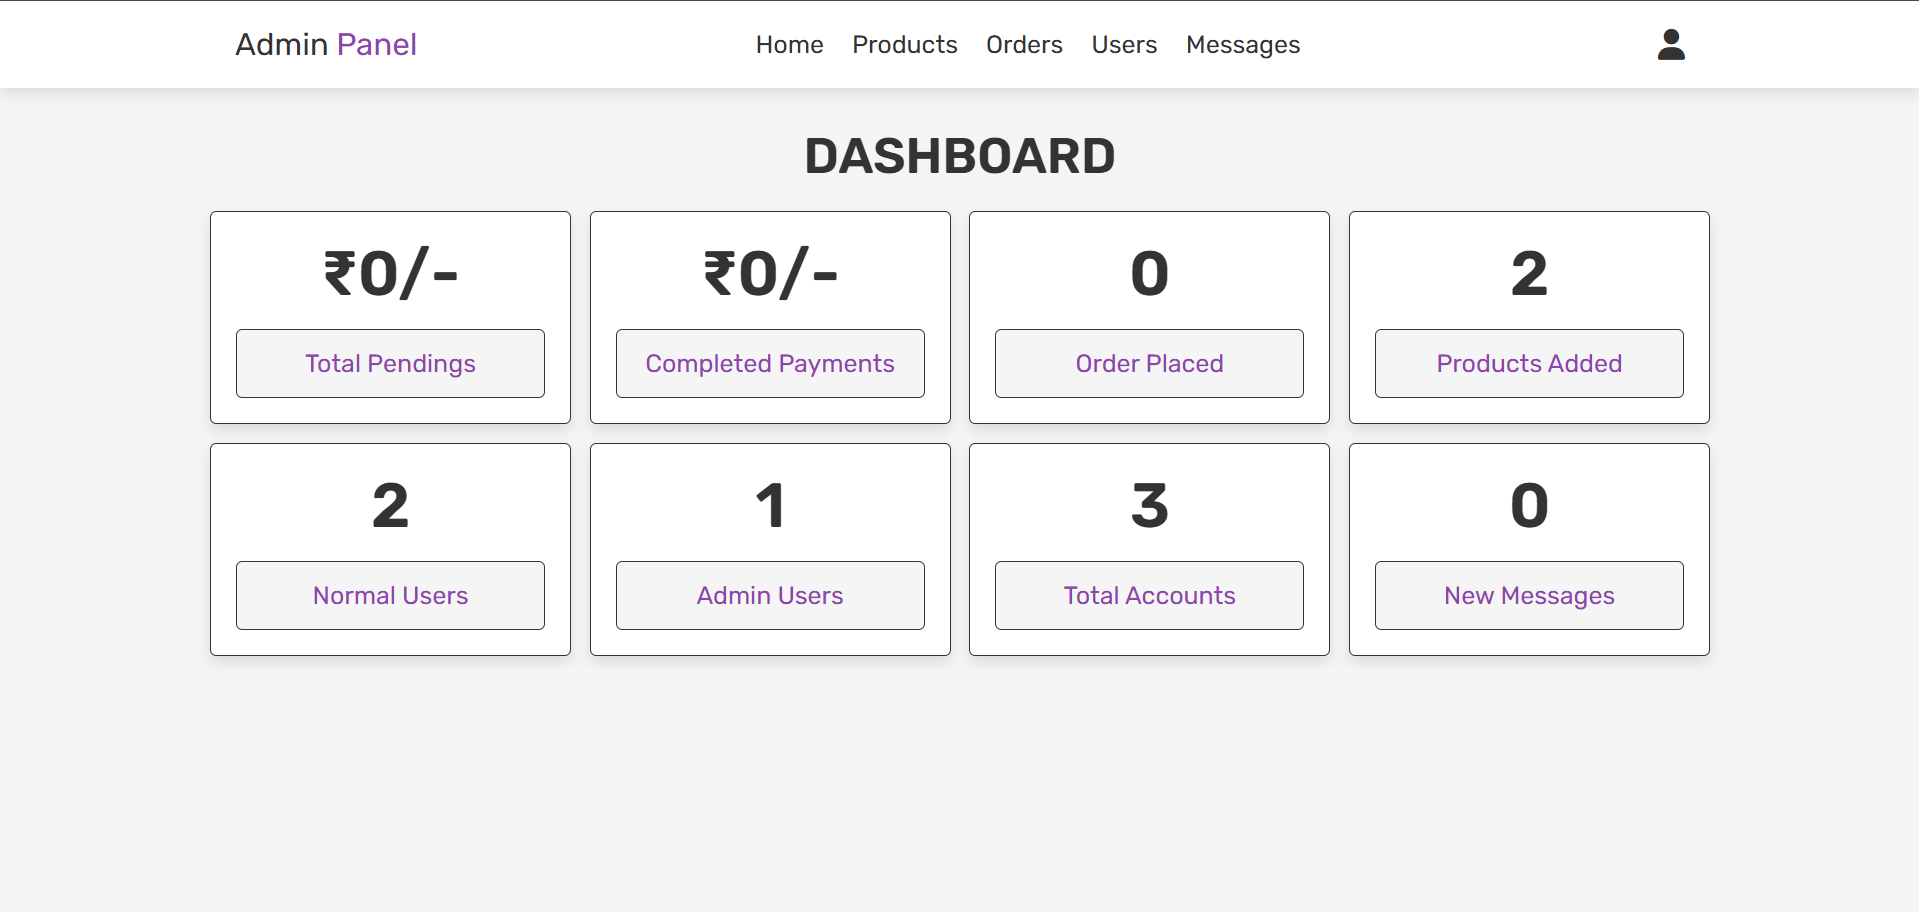 Admin Panel
Home Products Orders Users Messages
DASHBOARD
₹0/-
Total Pendings
₹0/-
Completed Payments
0
Order Placed
2
Products Added
2
Normal Users
1
Admin Users
3
Total Accounts
0
New Messages